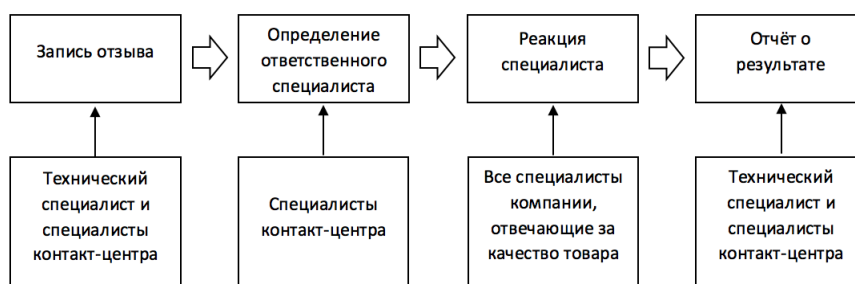 Запись отзыва
Определение
ответственного
специалиста
Реакция
специалиста
Отчёт о
результате
Технический
специалист и
специалисты
контакт-центра
Специалисты
контакт-центра
Все специалисты
компании,
отвечающие за
качество товара
Технический
специалист и
специалисты
контакт-центра